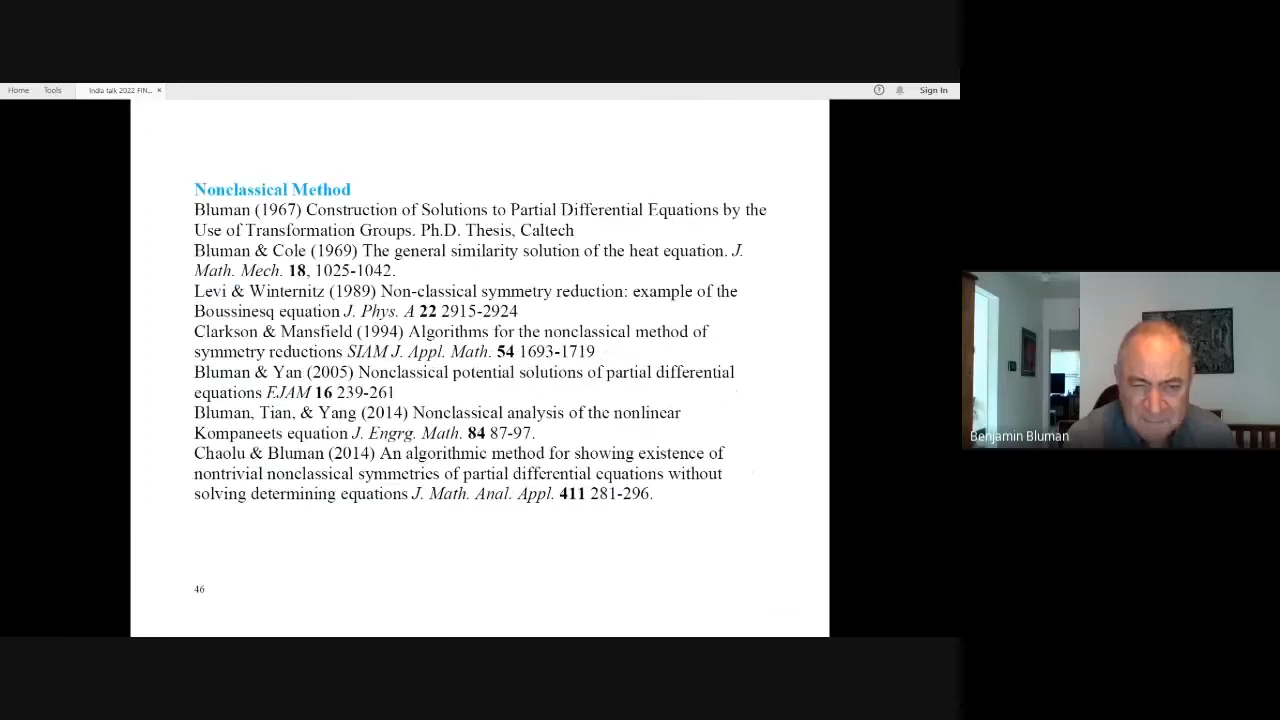 Home Tools India talk 2022 FIN... × Sign In
Nonclassical Method
Bluman (1967) Construction of Solutions to Partial Differential Equations by the
Use of Transformation Groups. Ph.D. Thesis, Caltech
Bluman & Cole (1969) The general similarity solution of the heat equation. J.
Math. Mech. 18, 1025-1042.
Levi & Winternitz (1989) Non-classical symmetry reduction: example of the
Boussinesq equation J. Phys. A 22 2915-2924
Clarkson & Mansfield (1994) Algorithms for the nonclassical method of
symmetry reductions SIAM J. Appl. Math. 54 1693-1719
Bluman & Yan (2005) Nonclassical potential solutions of partial differential
equations EJAM 16 239-261
Bluman, Tian, & Yang (2014) Nonclassical analysis of the nonlinear
Kompaneets equation J. Engrg. Math. 84 87-97.
Chaolu & Bluman (2014) An algorithmic method for showing existence of
nontrivial nonclassical symmetries of partial differential equations without
solving determining equations J. Math. Anal. Appl. 411 281-296.
46
Benjamin Bluman